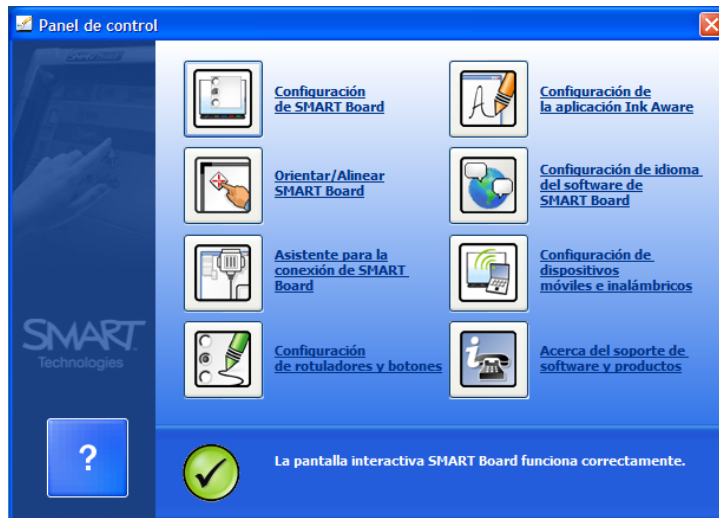 Panel de control
Configuración
de SMART Board
Configuración de
la aplicación Ink Aware
Orientar/Alinear
SMART Board
Configuración de idioma
del software de
SMART Board
Asistente para la
conexión de SMART
Board
Configuración de
dispositivos
móviles e inalámbricos
Configuración
de rotuladores y botones
Acerca del soporte de
software y productos
SMART
Technologies
?
La pantalla interactiva SMART Board funciona correctamente.